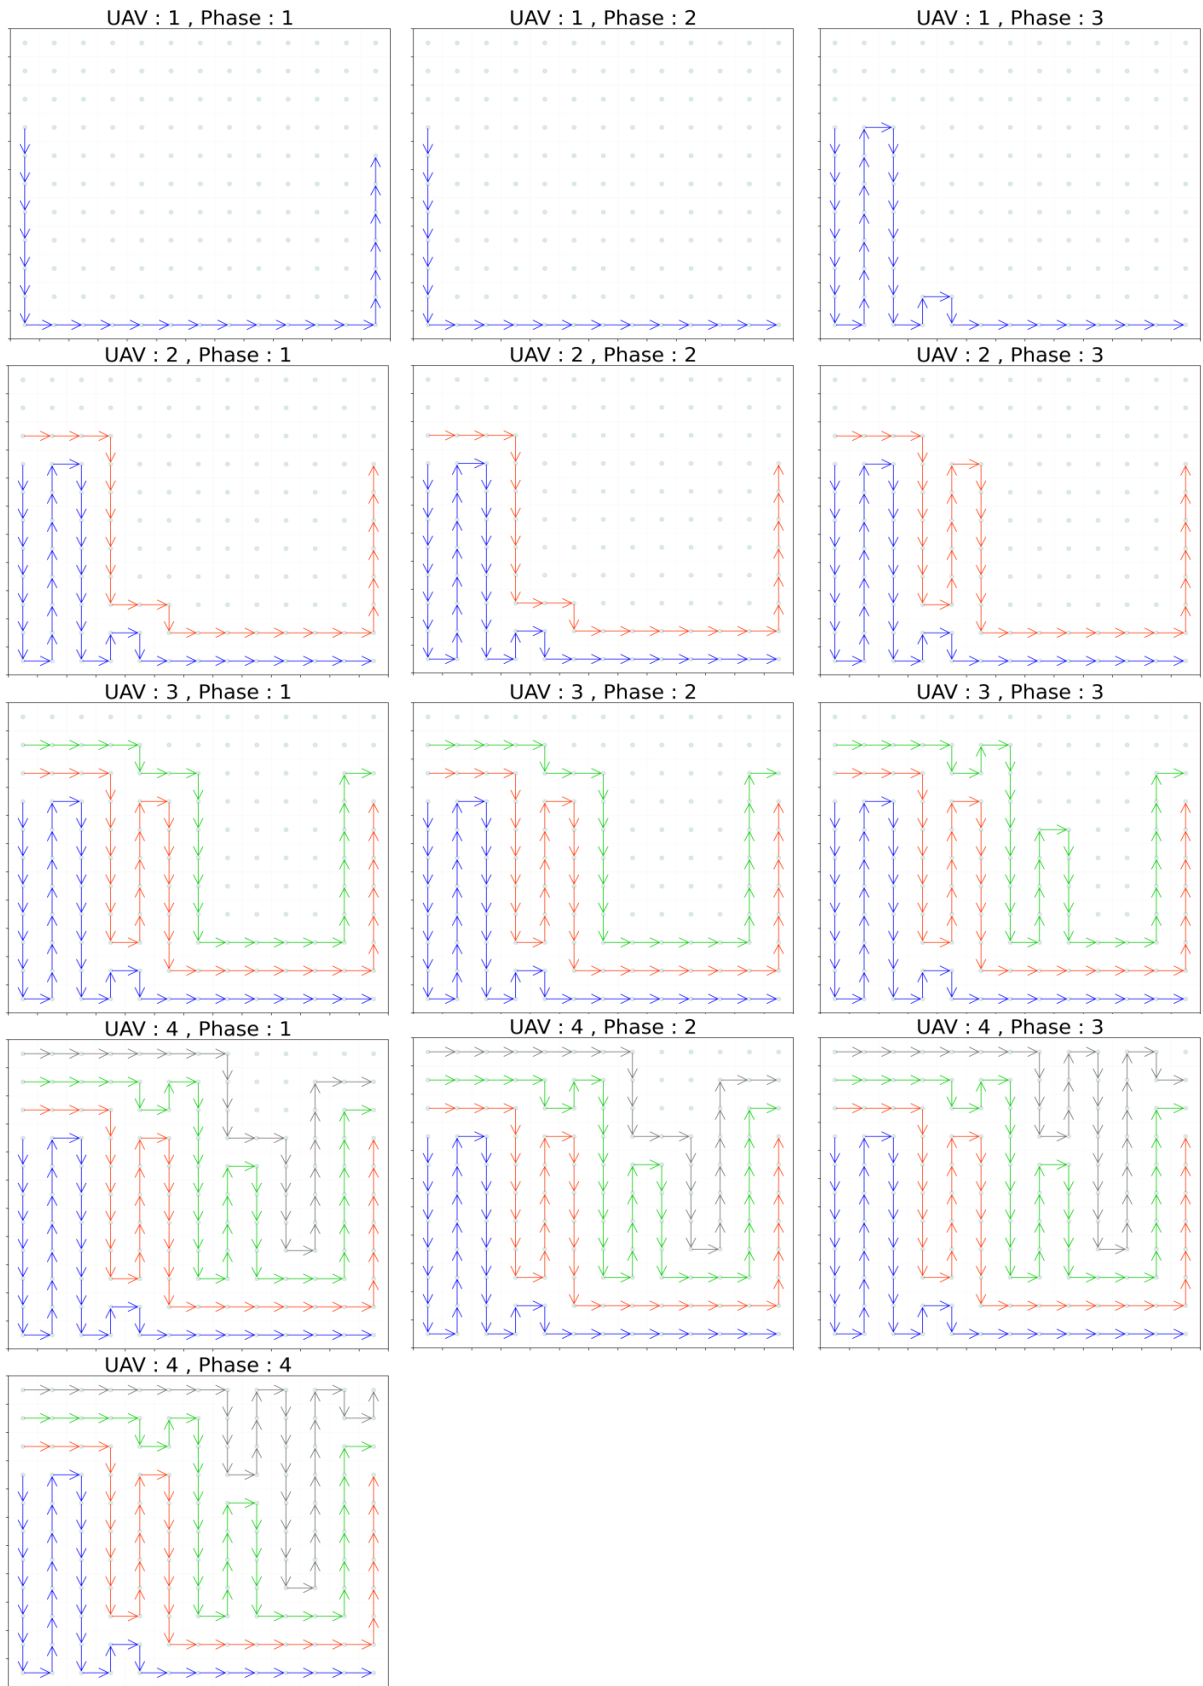 UAV : 1 , Phase : 1
UAV : 1 , Phase : 2
UAV : 1 , Phase : 3
UAV : 2 , Phase : 1
UAV : 2 , Phase : 2
UAV : 2 , Phase : 3
UAV : 3 , Phase : 1
UAV : 3 , Phase : 2
UAV : 3 , Phase : 3
UAV : 4 , Phase : 1
UAV : 4 , Phase : 2
UAV : 4 , Phase : 3
UAV : 4 , Phase : 4